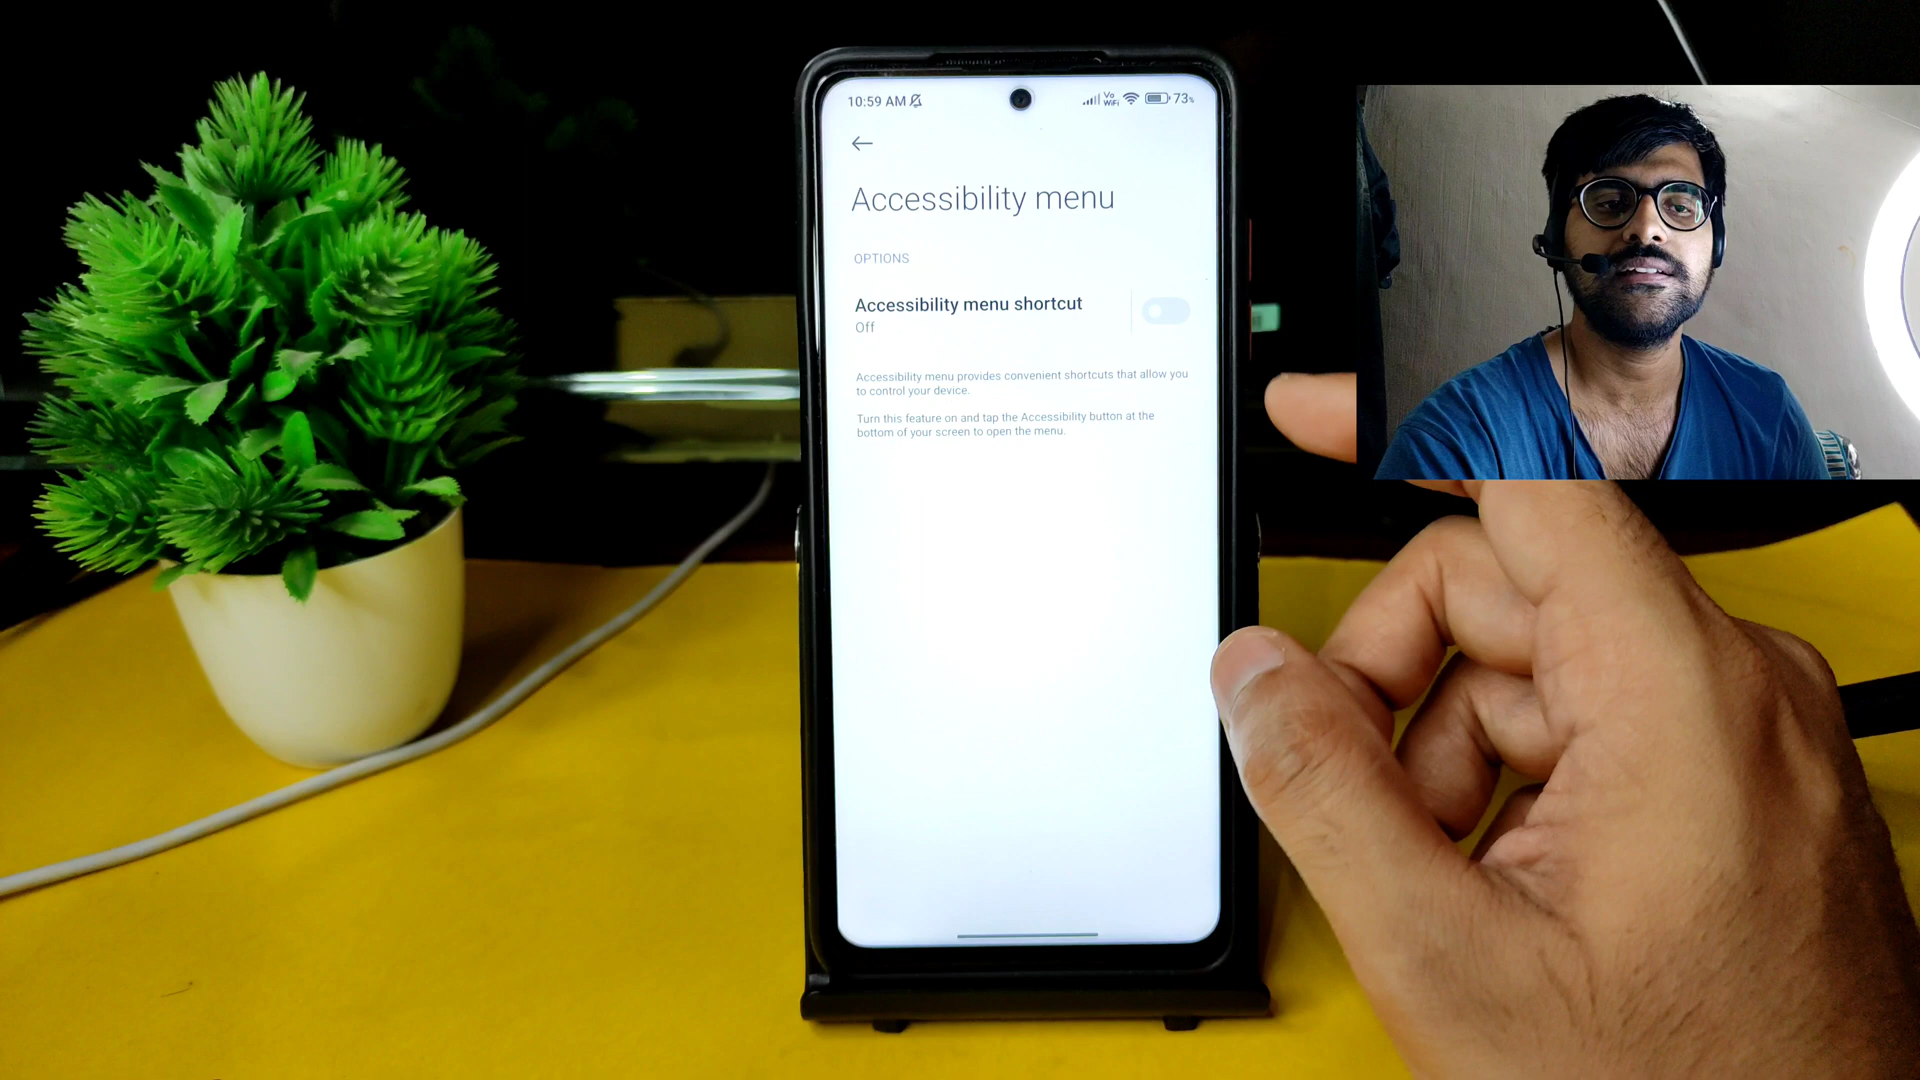 10:59 AM
Vo
WiFi
73%
Accessibility menu
OPTIONS
Accessibility menu shortcut
Off
Accessibility menu provides convenient shortcuts that allow you
to control your device.
Turn this feature on and tap the Accessibility button at the
bottom of your screen to open the menu.